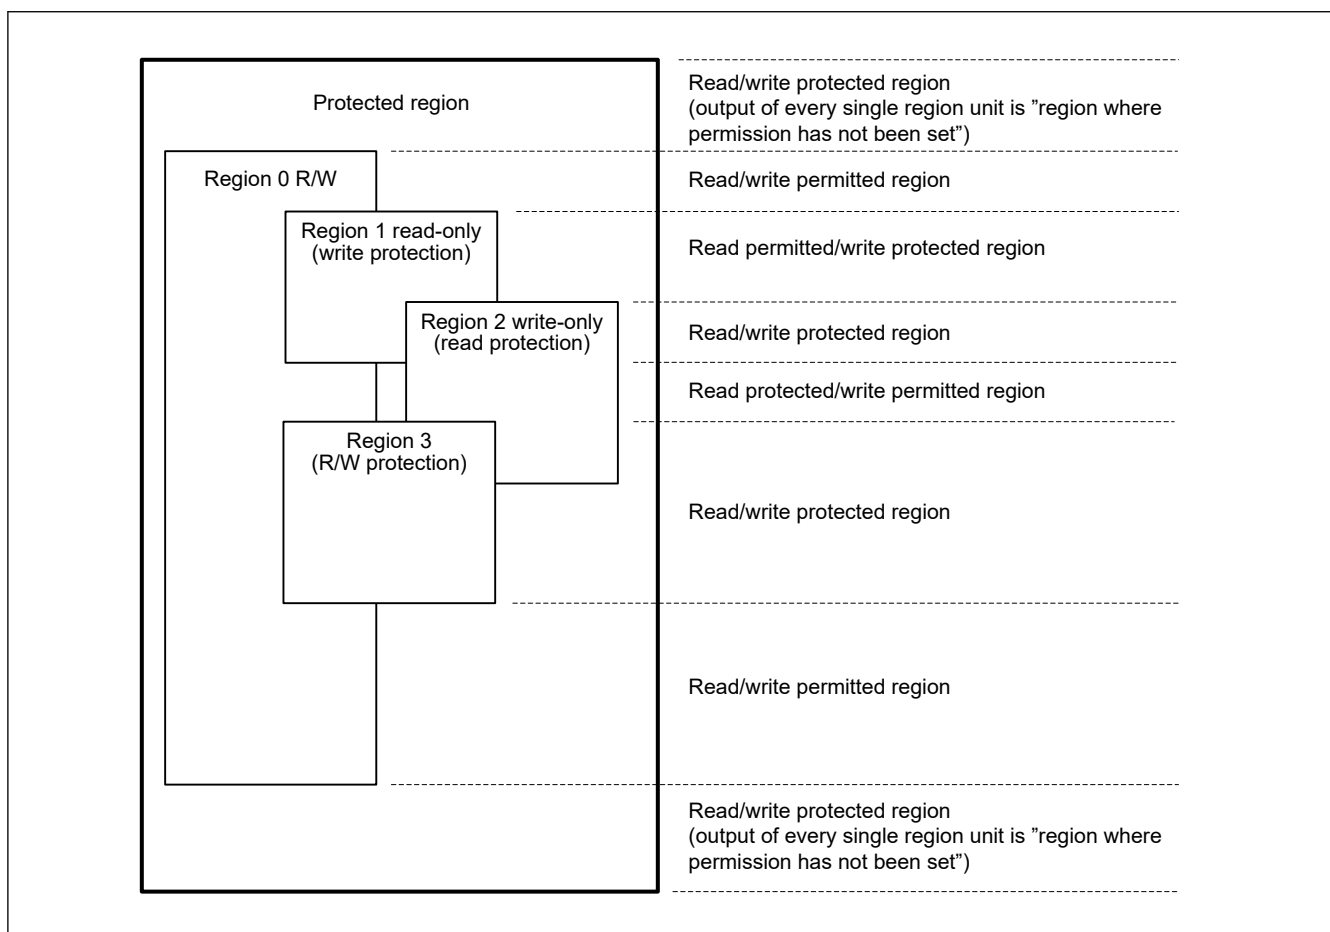 Protected region
Read/write protected region
(output of every single region unit is ”region where
permission has not been set”)
Region 0 R/W
Read/write permitted region
Region 1 read-only
(write protection)
Read permitted/write protected region
Region 2 write-only
(read protection)
Read/write protected region
Read protected/write permitted region
Region 3
(R/W protection)
Read/write protected region
Read/write permitted region
Read/write protected region
(output of every single region unit is ”region where
permission has not been set”)